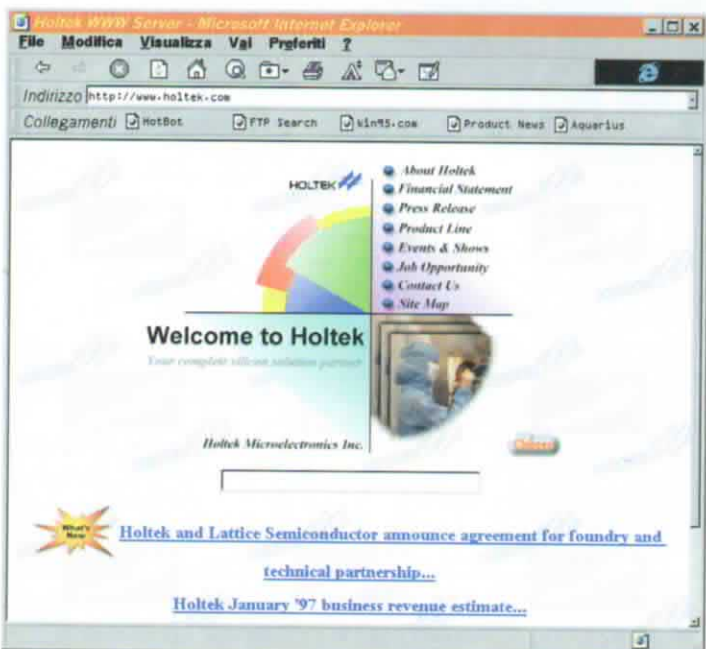 Holtek WWW Server - Microsoft Internet Explorer
File Modifica Visualizza Vai Preferiti ?
Indirizzo http://www.holtek.com
Collegamenti HotBot FTP Search Win95.com Product News Aquarius
HOLTEK
About Holtek
Financial Statement
Press Release
Product Line
Events & Shows
Job Opportunity
Contact Us
Site Map
Welcome to Holtek
Your complete silicon solution partner
Holtek Microelectronics Inc.
What's
New
Holtek and Lattice Semiconductor announce agreement for foundry and
technical partnership...
Holtek January '97 business revenue estimate...